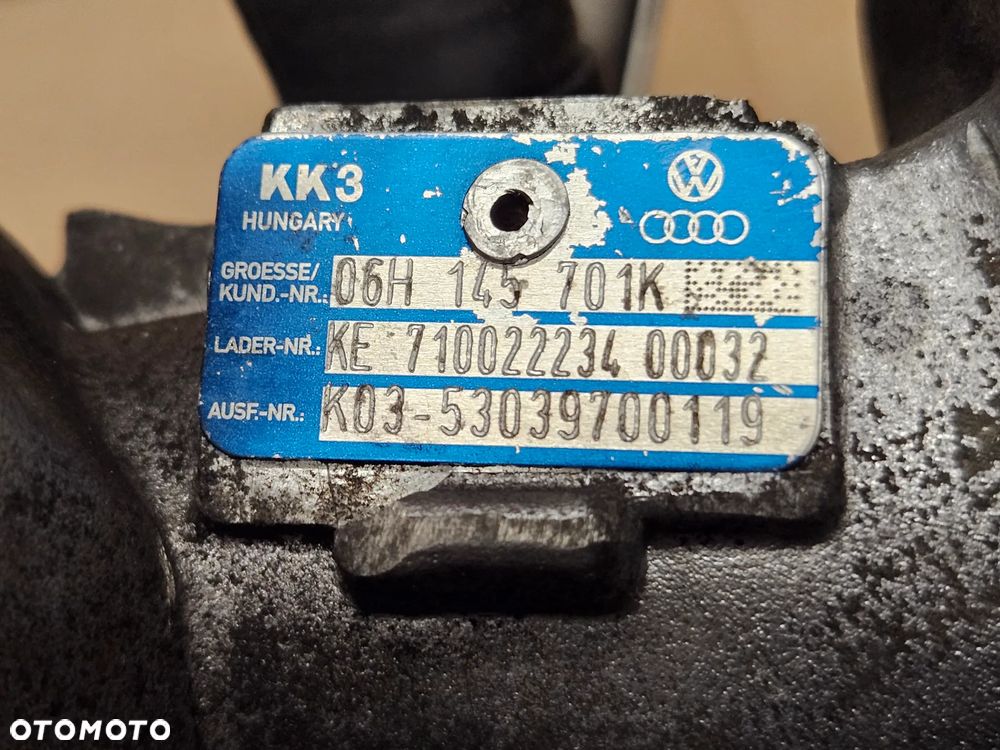 KK3
HUNGARY
GROESSE/
KUND.-NR.: 06H 145 701K
LADER-NR.: KE 710022234 00032
AUSF.-NR.: K03-53039700119
OTOMOTO